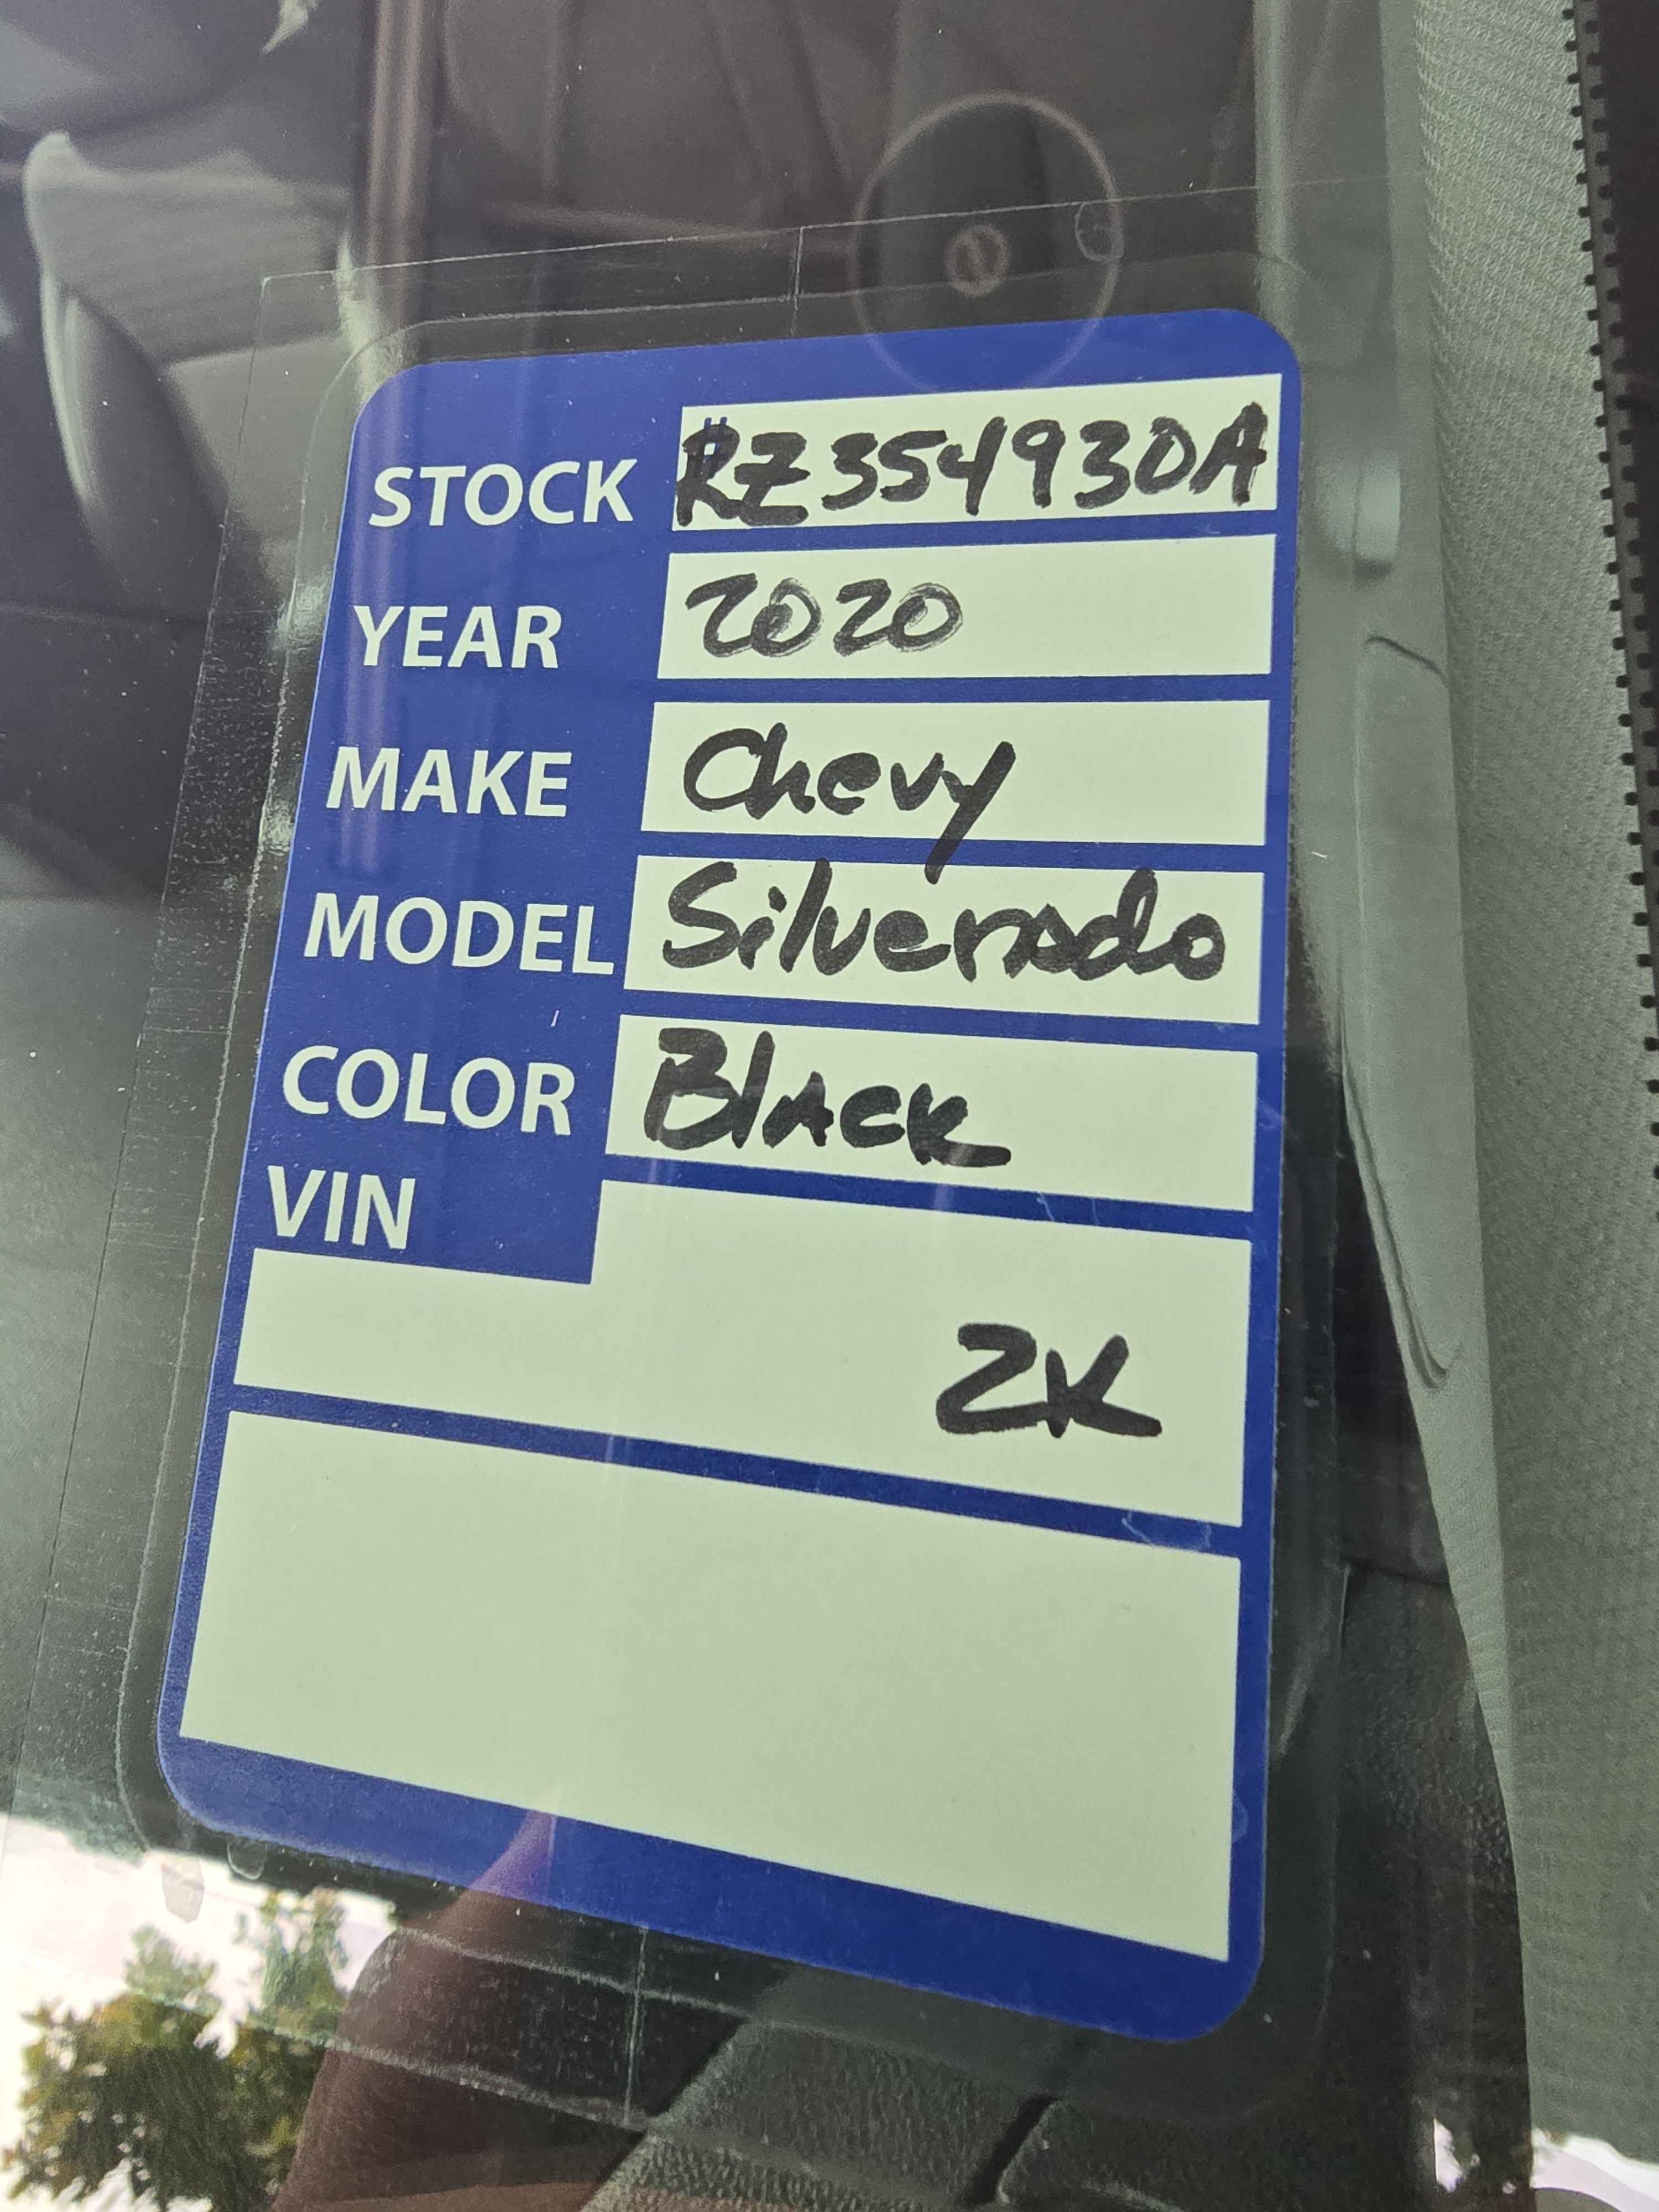 STOCK # RZ354930A
YEAR 2020
MAKE Chevy
MODEL Silverado
COLOR Black
VIN
2K